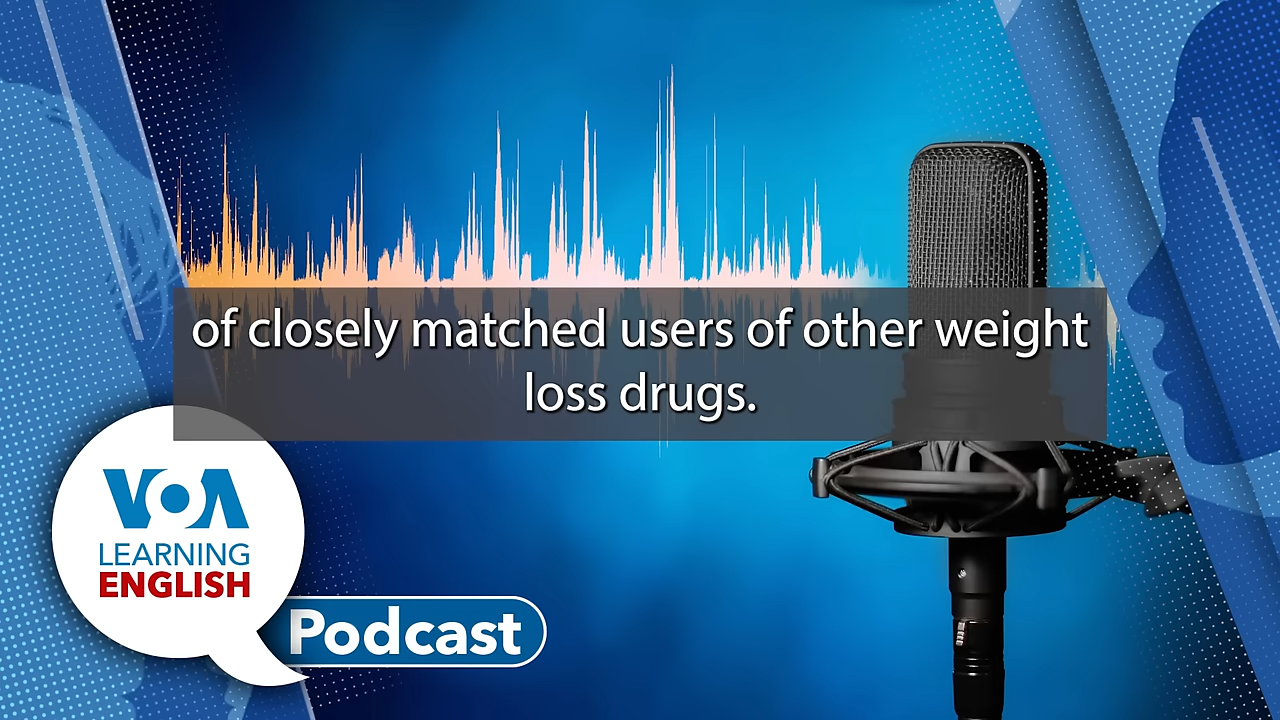 of closely matched users of other weight
loss drugs.
VOA
LEARNING
ENGLISH
Podcast